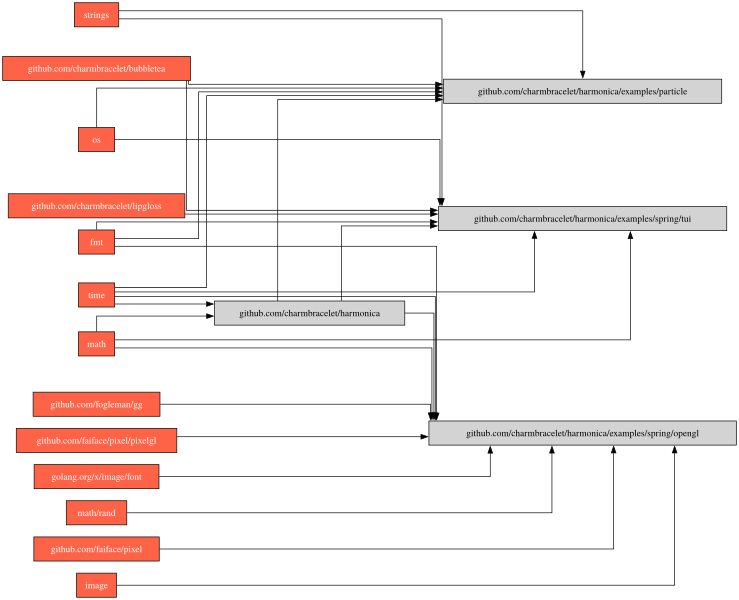 strings
github.com/charmbracelet/bubbletea
github.com/charmbracelet/harmonica/examples/particle
os
github.com/charmbracelet/lipgloss
github.com/charmbracelet/harmonica/examples/spring/tui
fmt
time
github.com/charmbracelet/harmonica
math
github.com/fogleman/gg
github.com/charmbracelet/harmonica/examples/spring/opengl
github.com/faiface/pixel/pixelgl
golang.org/x/image/font
math/rand
github.com/faiface/pixel
image